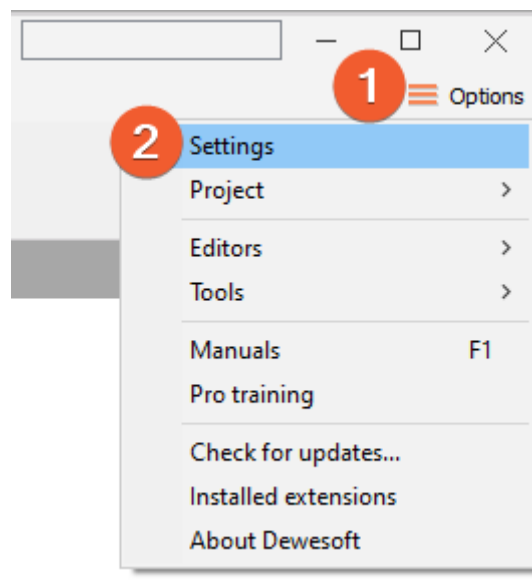 1 Options
2 Settings
Project
Editors
Tools
Manuals F1
Pro training
Check for updates...
Installed extensions
About Dewesoft